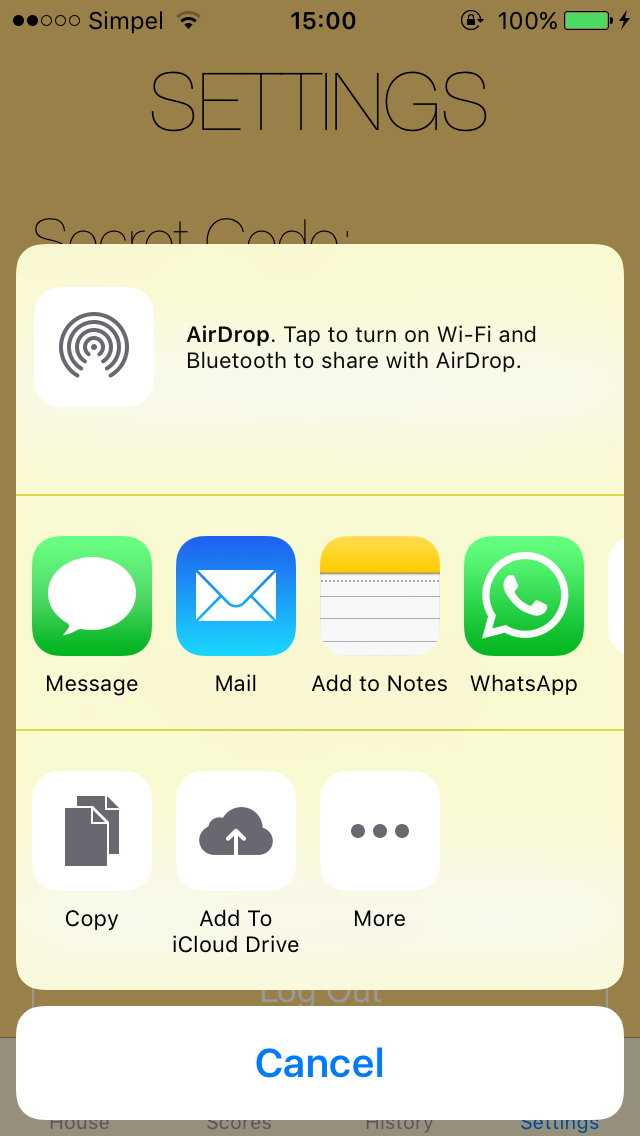 Simpel 15:00 100%
SETTINGS
Secret Code:
AirDrop. Tap to turn on Wi-Fi and
Bluetooth to share with AirDrop.
Message Mail Add to Notes WhatsApp
Copy Add To More
iCloud Drive
Log Out
Cancel
House Scores History Settings